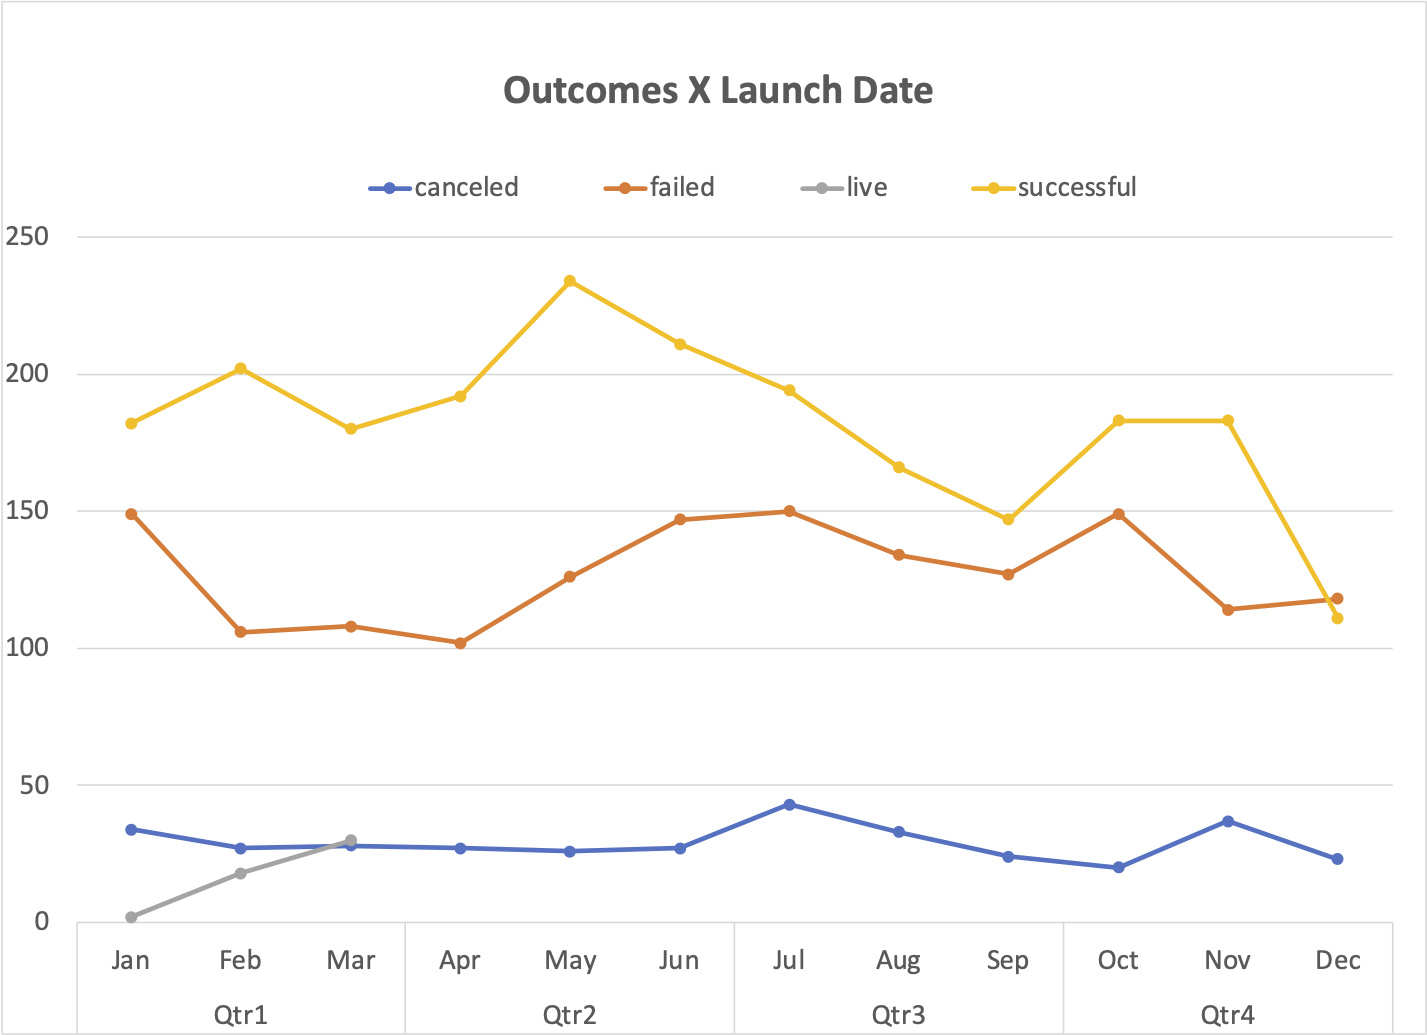 Outcomes X Launch Date
canceled failed live successful
250
200
150
100
50
0
Jan Feb Mar Apr May Jun Jul Aug Sep Oct Nov Dec
Qtr1 Qtr2 Qtr3 Qtr4